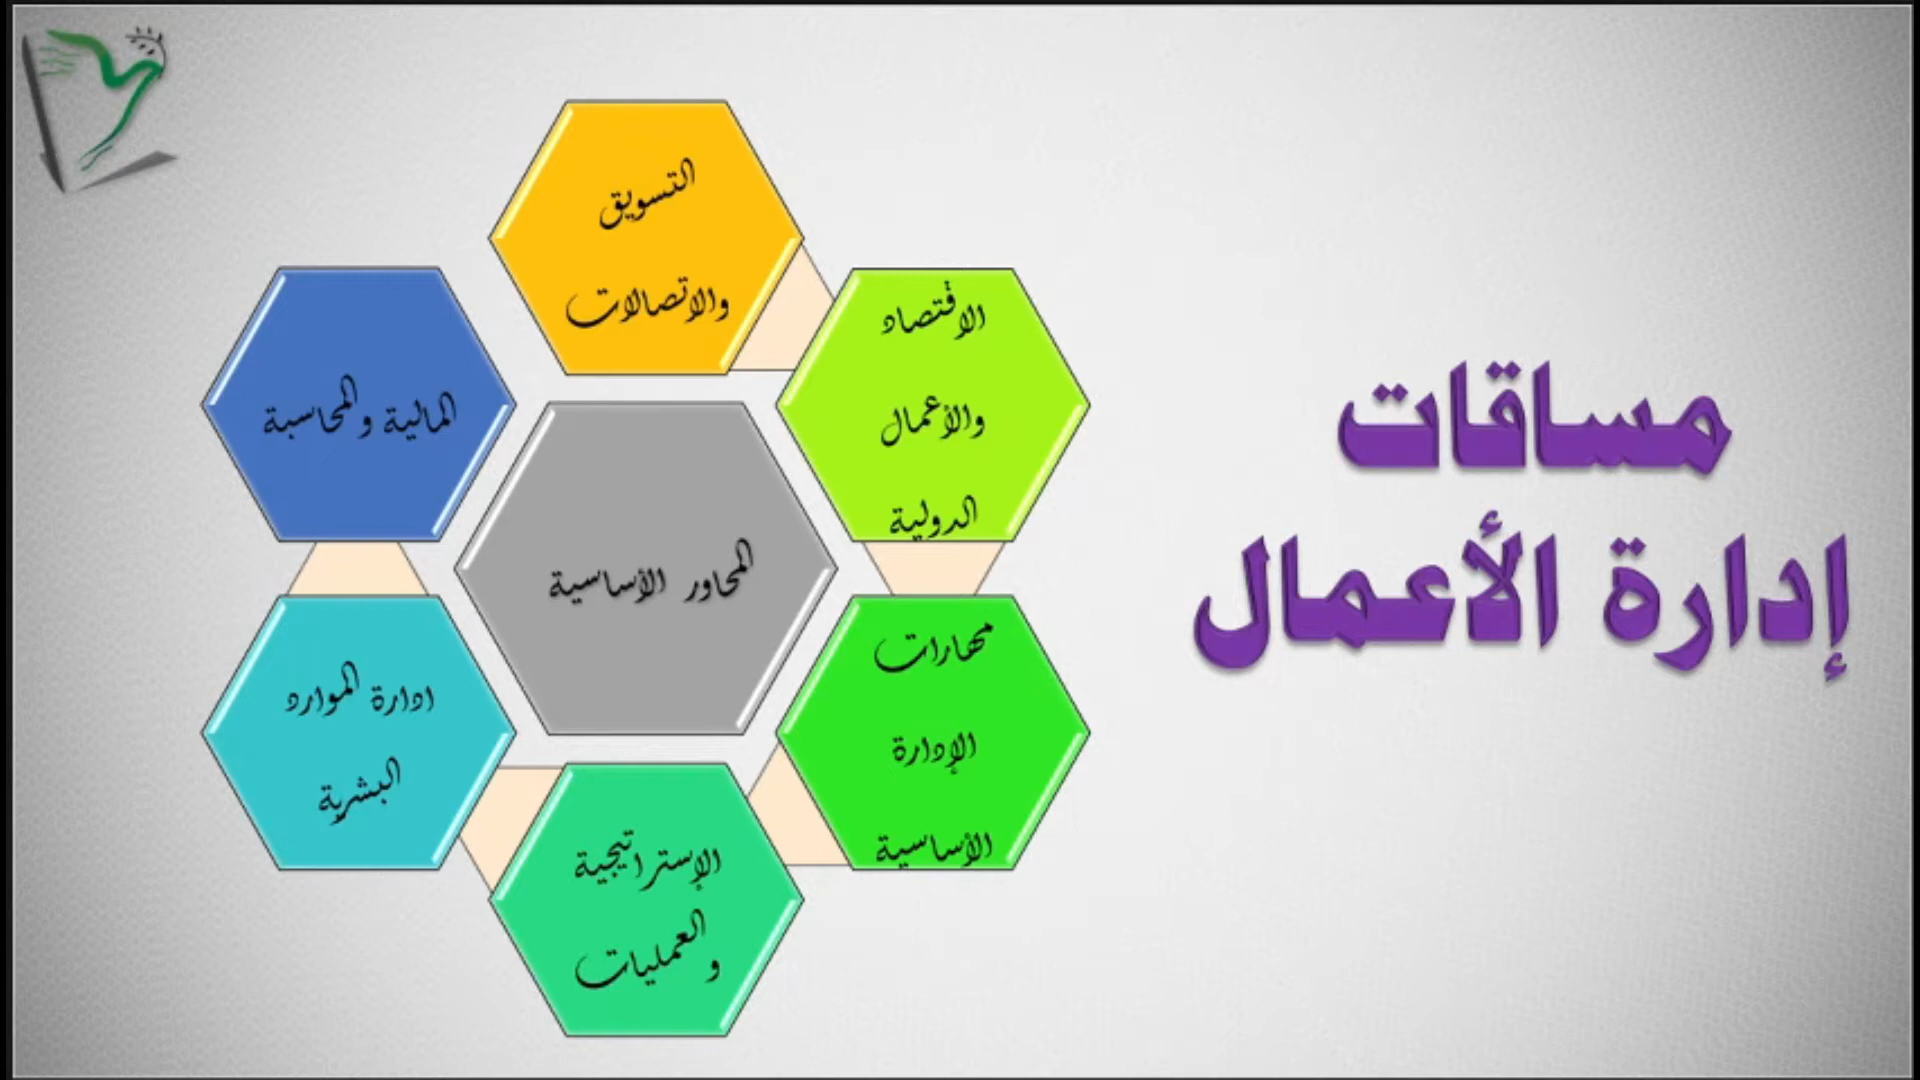 مساقات
إدارة الأعمال
التسويق
والاتصالات
الاقتصاد
والأعمال
الدولية
مهارات
الإدارة
الأساسية
الإستراتيجية
و العمليات
ادارة الموارد
البشرية
المالية والمحاسبة
المحاور الأساسية